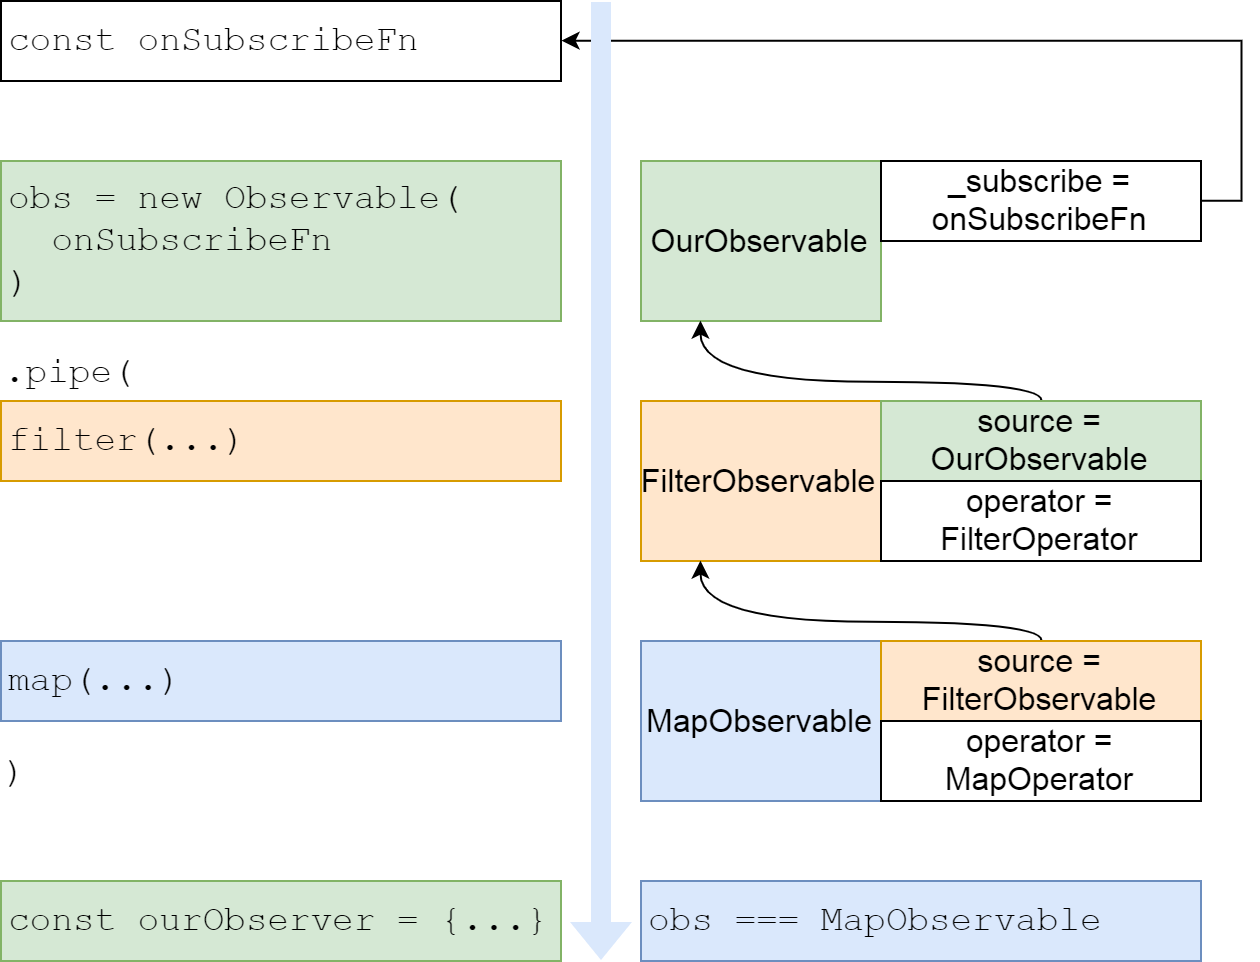 const onSubscribeFn
obs = new Observable(
  onSubscribeFn
)
OurObservable
_subscribe =
onSubscribeFn
.pipe(
filter(...)
FilterObservable
source =
OurObservable
operator =
FilterOperator
map(...)
MapObservable
source =
FilterObservable
operator =
MapOperator
)
const ourObserver = {...}
obs === MapObservable